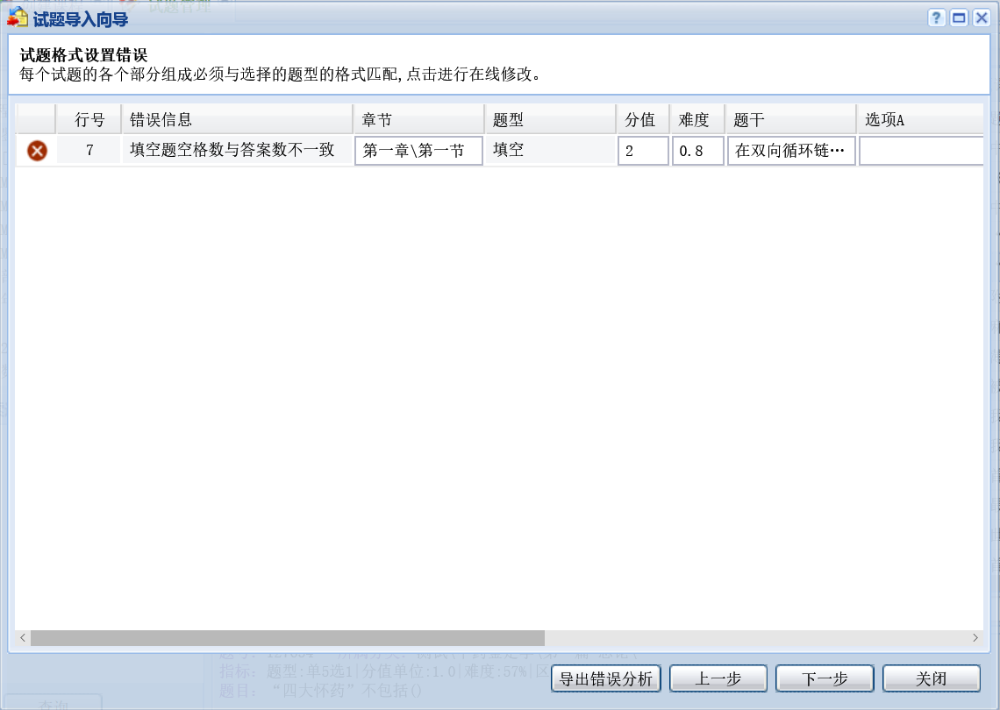 试题管理
试题导入向导
试题格式设置错误
每个试题的各个部分组成必须与选择的题型的格式匹配,点击进行在线修改。
行号 错误信息 章节 题型 分值 难度 题干 选项A
7 填空题空格数与答案数不一致 第一章\第一节 填空 2 0.8 在双向循环链…
指标: 题型:单5选1|分值单位:1.0|难度:57%|区
题目: “四大怀药”不包括()
导出错误分析 上一步 下一步 关闭
查询